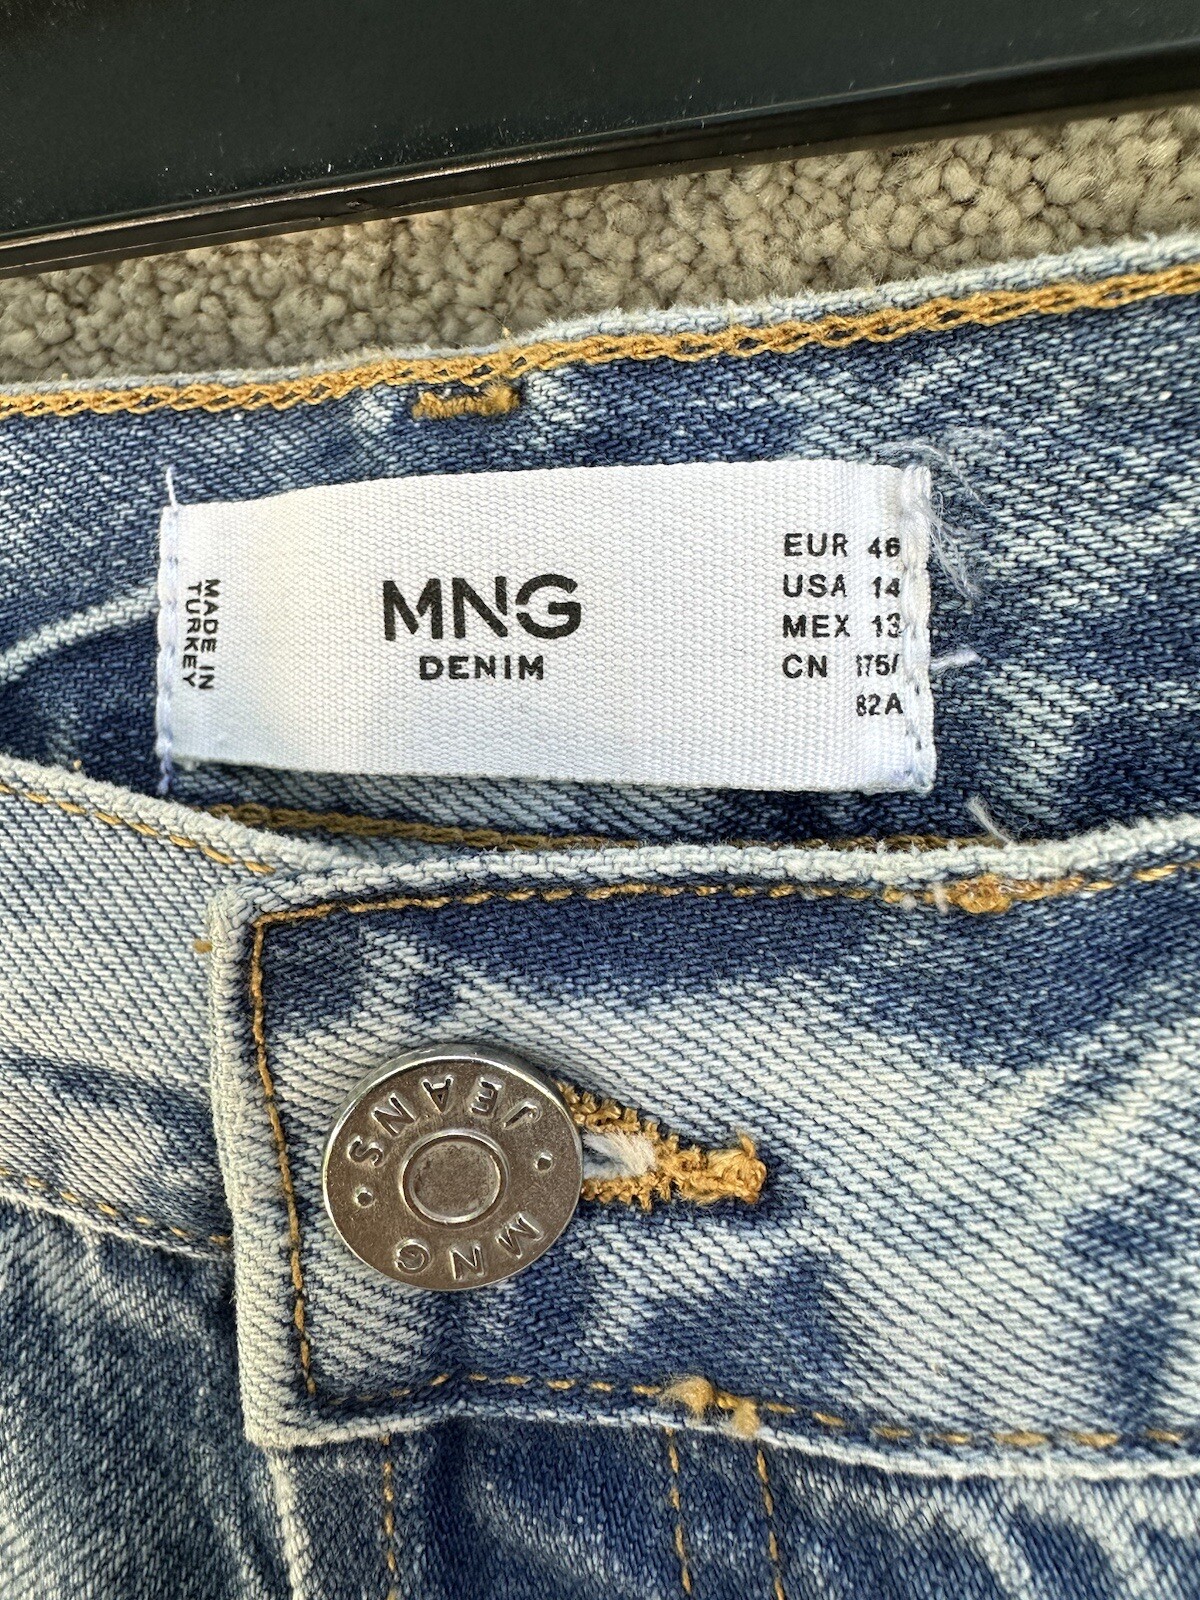 MADE IN
TURKEY
MNG
DENIM
EUR 46
USA 14
MEX 13
CN 175/
82A
MNG
JEANS